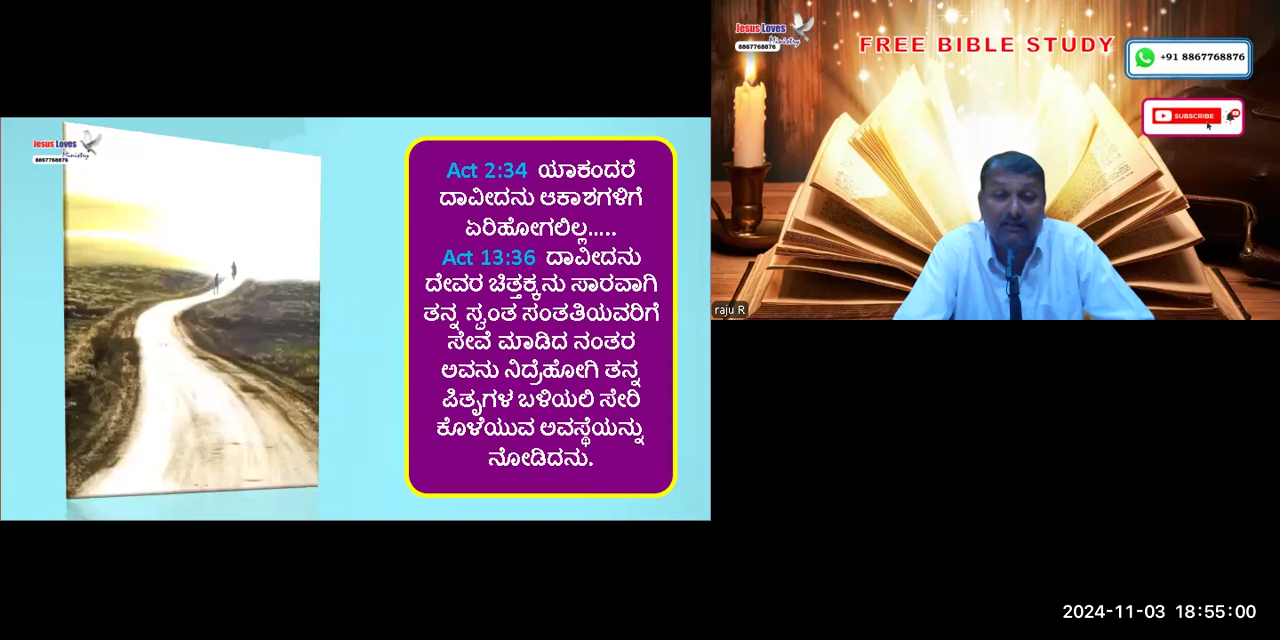 Jesus Loves
Ministry
8867768876
Act 2:34 ಯಾಕಂದರೆ
ದಾವೀದನು ಆಕಾಶಗಳಿಗೆ
ಏರಿಹೋಗಲಿಲ್ಲ.....
Act 13:36 ದಾವೀದನು
ದೇವರ ಚಿತ್ತಕ್ಕನು ಸಾರವಾಗಿ
ತನ್ನ ಸ್ವಂತ ಸಂತತಿಯವರಿಗೆ
ಸೇವೆ ಮಾಡಿದ ನಂತರ
ಅವನು ನಿದ್ರೆಹೋಗಿ ತನ್ನ
ಪಿತೃಗಳ ಬಳಿಯಲಿ ಸೇರಿ
ಕೊಳೆಯುವ ಅವಸ್ಥೆಯನ್ನು
ನೋಡಿದನು.
Jesus Loves
Ministry
8867768876
FREE BIBLE STUDY
+91 8867768876
SUBSCRIBE
raju R
2024-11-03 18:55:00